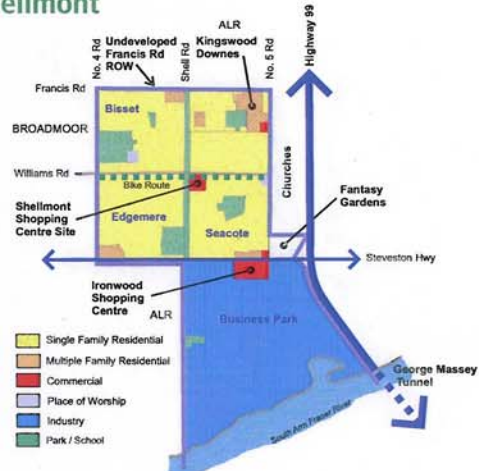 ellmont
ALR
No. 4 Rd
Undeveloped
Francis Rd
ROW
Shell Rd
Kingswood
Downes
No. 5 Rd
Highway 99
Francis Rd
Bisset
BROADMOOR
Churches
Williams Rd
Bike Route
Fantasy
Gardens
Shellmont
Shopping
Centre Site
Edgemere
Seacote
Steveston Hwy
Ironwood
Shopping
Centre
ALR
Business Park
Single Family Residential
Multiple Family Residential
Commercial
Place of Worship
Industry
Park / School
George Massey
Tunnel
South Arm Fraser River